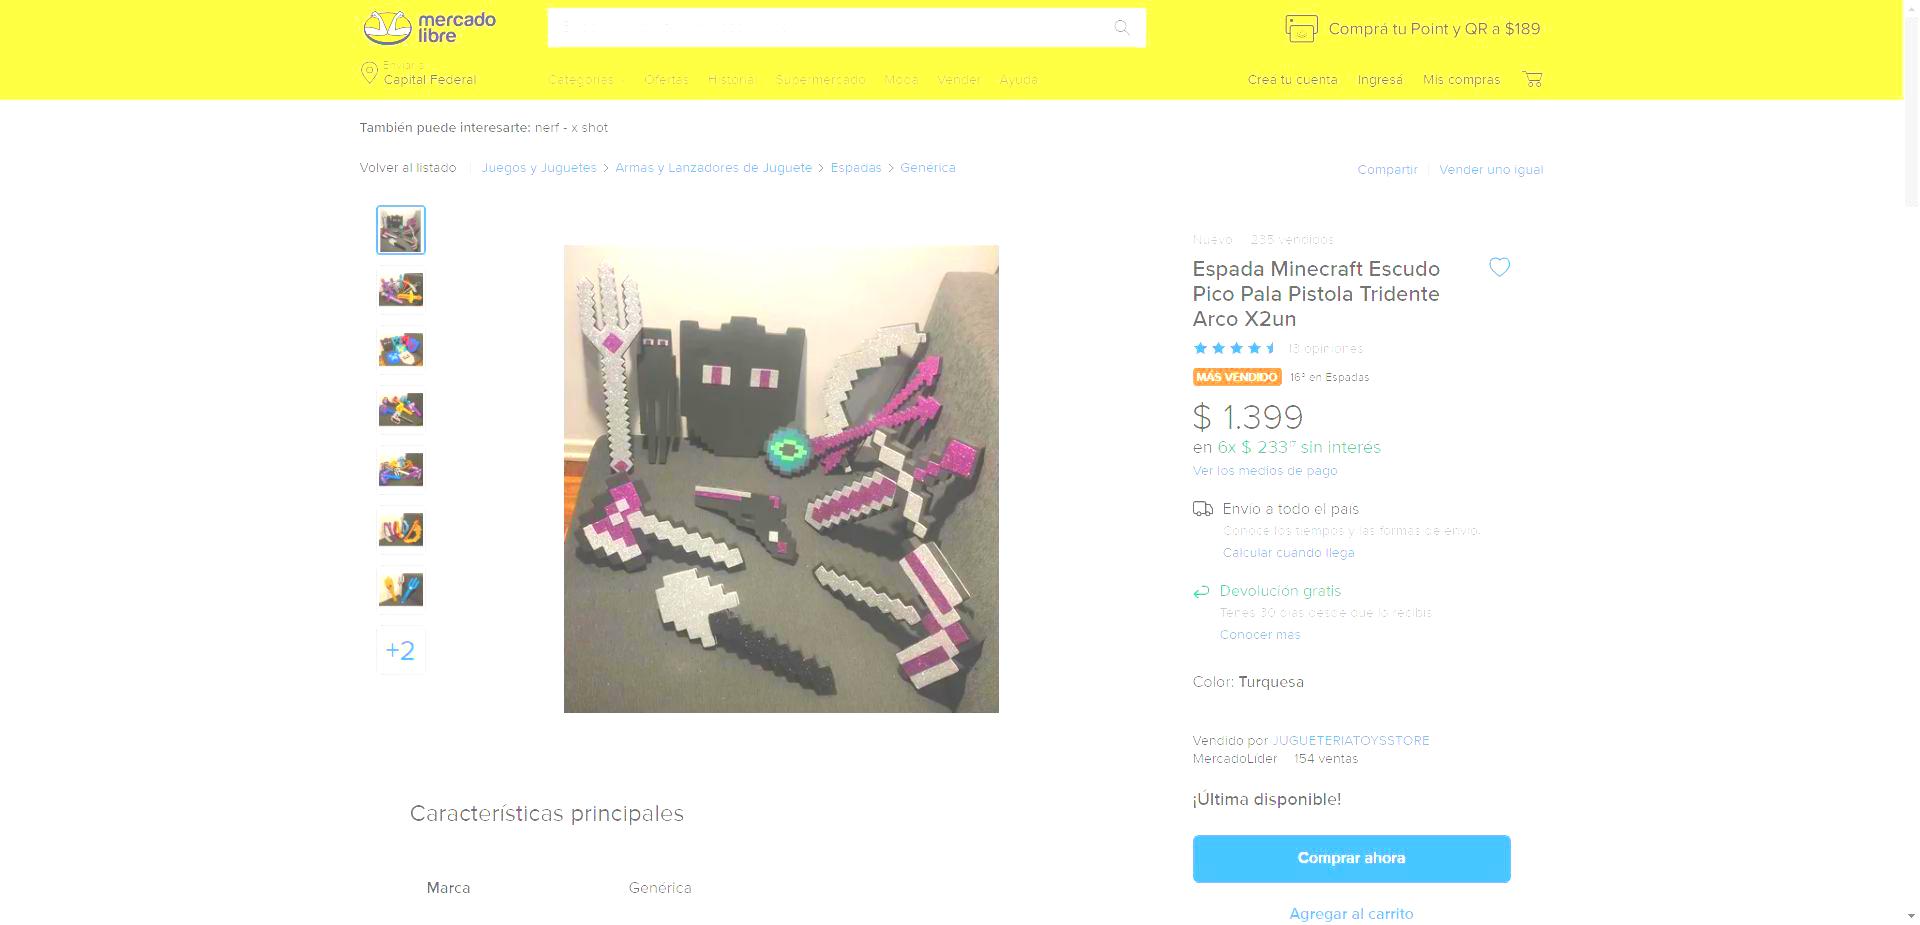 mercado
libre
Comprá tu Point y QR a $189
Enviar a
Capital Federal
Categorías Ofertas Historial Supermercado Moda Vender Ayuda
Creá tu cuenta Ingresá Mis compras
También puede interesarte: nerf - x shot
Volver al listado Juegos y Juguetes > Armas y Lanzadores de Juguete > Espadas > Genérica
Compartir Vender uno igual
Nuevo 235 vendidos
Espada Minecraft Escudo
Pico Pala Pistola Tridente
Arco X2un
13 opiniones
MÁS VENDIDO 16º en Espadas
$ 1.399
en 6x $ 233¹⁷ sin interés
Ver los medios de pago
Envío a todo el país
Conocé los tiempos y las formas de envío.
Calcular cuándo llega
Devolución gratis
Tenés 30 días desde que lo recibís.
Conocer más
+2
Color: Turquesa
Vendido por JUGUETERIATOYSSTORE
MercadoLíder 154 ventas
¡Última disponible!
Características principales
Comprar ahora
Marca Genérica
Agregar al carrito